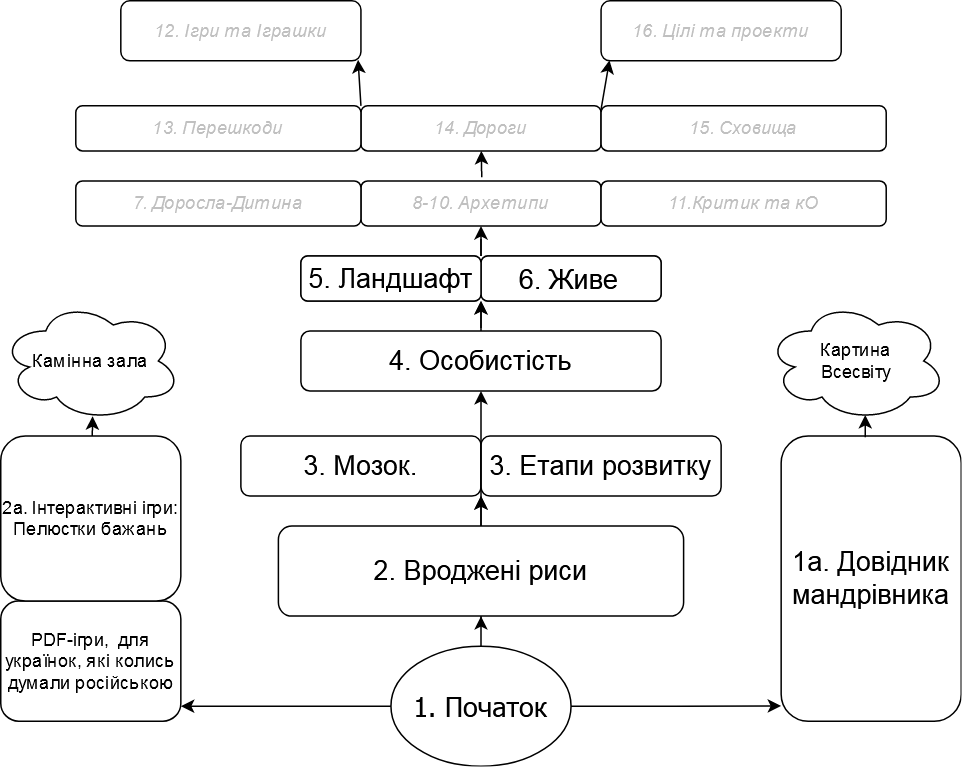 12. Ігри та Іграшки
16. Цілі та проекти
13. Перешкоди
14. Дороги
15. Сховища
7. Доросла-Дитина
8-10. Архетипи
11.Критик та кО
5. Ландшафт
6. Живе
Камінна зала
4. Особистість
Картина
Всесвіту
3. Мозок.
3. Етапи розвитку
2а. Інтерактивні ігри:
Пелюстки бажань
2. Вроджені риси
1а. Довідник
мандрівника
PDF-ігри, для
українок, які колись
думали російською
1. Початок